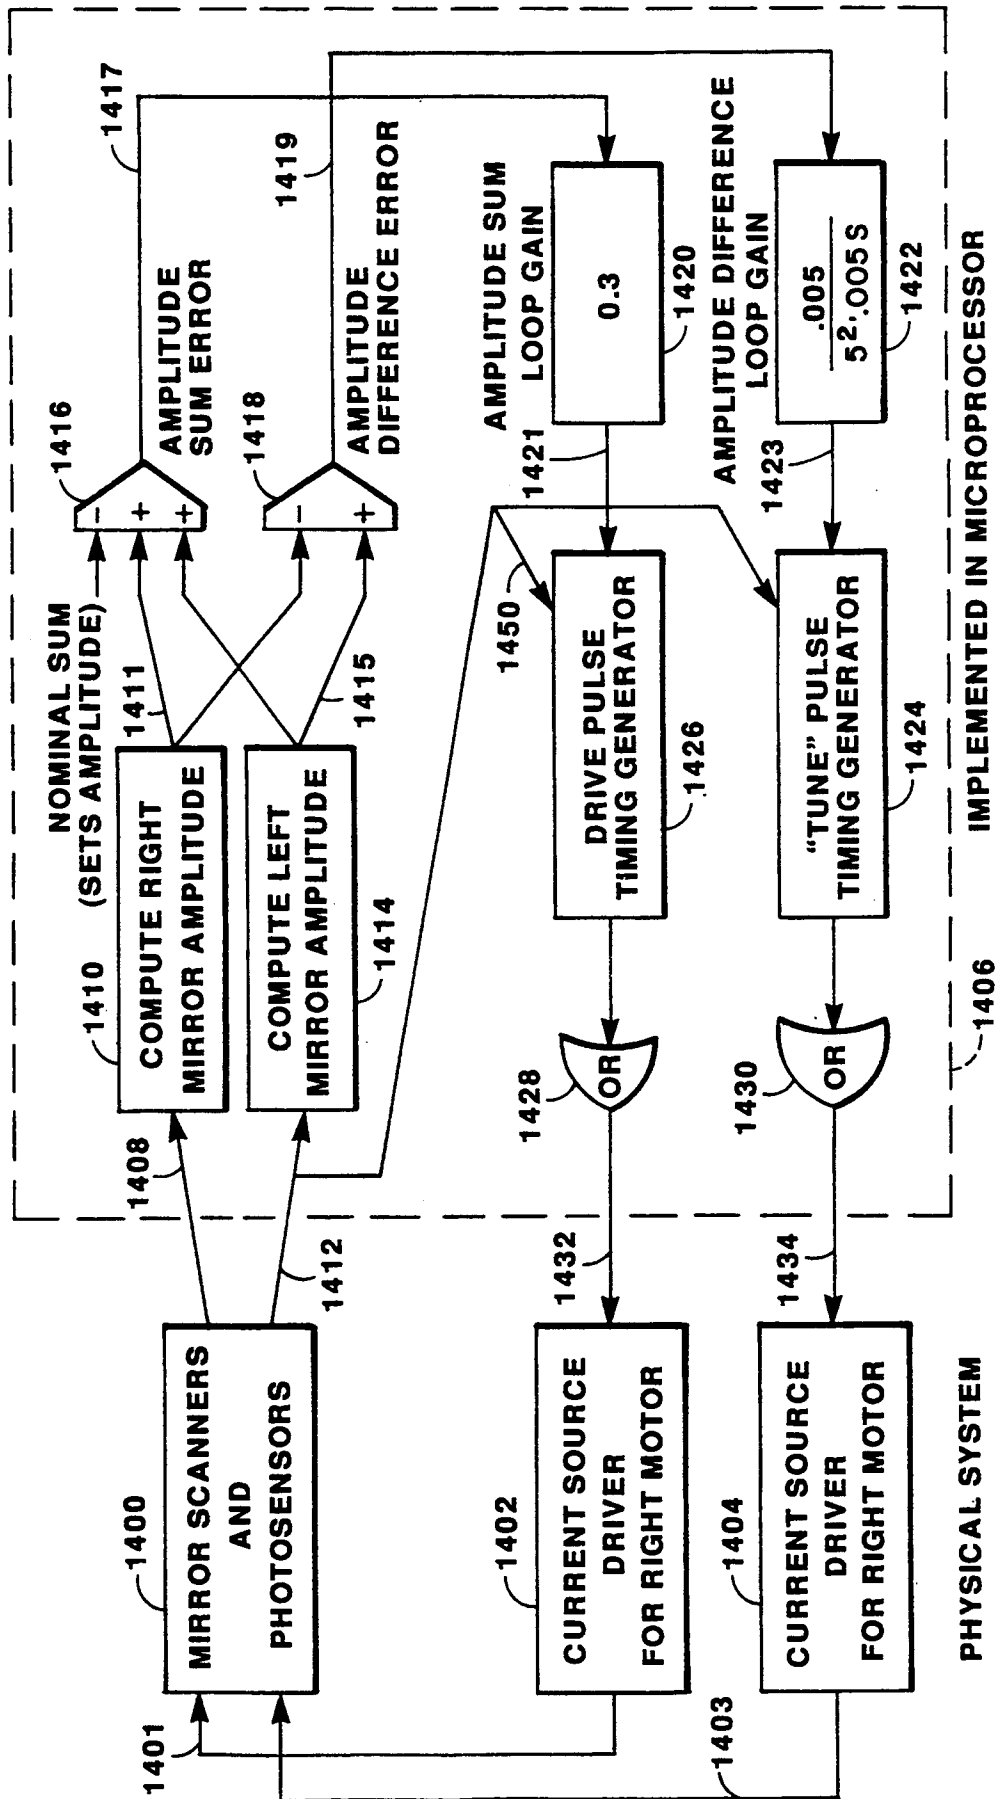 1400
MIRROR SCANNERS
AND
PHOTOSENSORS
1401
1402
CURRENT SOURCE
DRIVER
FOR RIGHT MOTOR
1404
CURRENT SOURCE
DRIVER
FOR RIGHT MOTOR
1403
PHYSICAL SYSTEM
1408
1412
1432
1434
1410
COMPUTE RIGHT
MIRROR AMPLITUDE
COMPUTE LEFT
MIRROR AMPLITUDE
1414
NOMINAL SUM
(SETS AMPLITUDE)
1411
1415
1416
-
+
+
AMPLITUDE
SUM ERROR
1417
1418
-
+
AMPLITUDE
DIFFERENCE ERROR
1419
AMPLITUDE SUM
LOOP GAIN
0.3
1420
1421
AMPLITUDE DIFFERENCE
LOOP GAIN
.005
5²,.005 S
1422
1423
1450
DRIVE PULSE
TIMING GENERATOR
1426
"TUNE" PULSE
TIMING GENERATOR
1424
OR
1428
OR
1430
1406
IMPLEMENTED IN MICROPROCESSOR